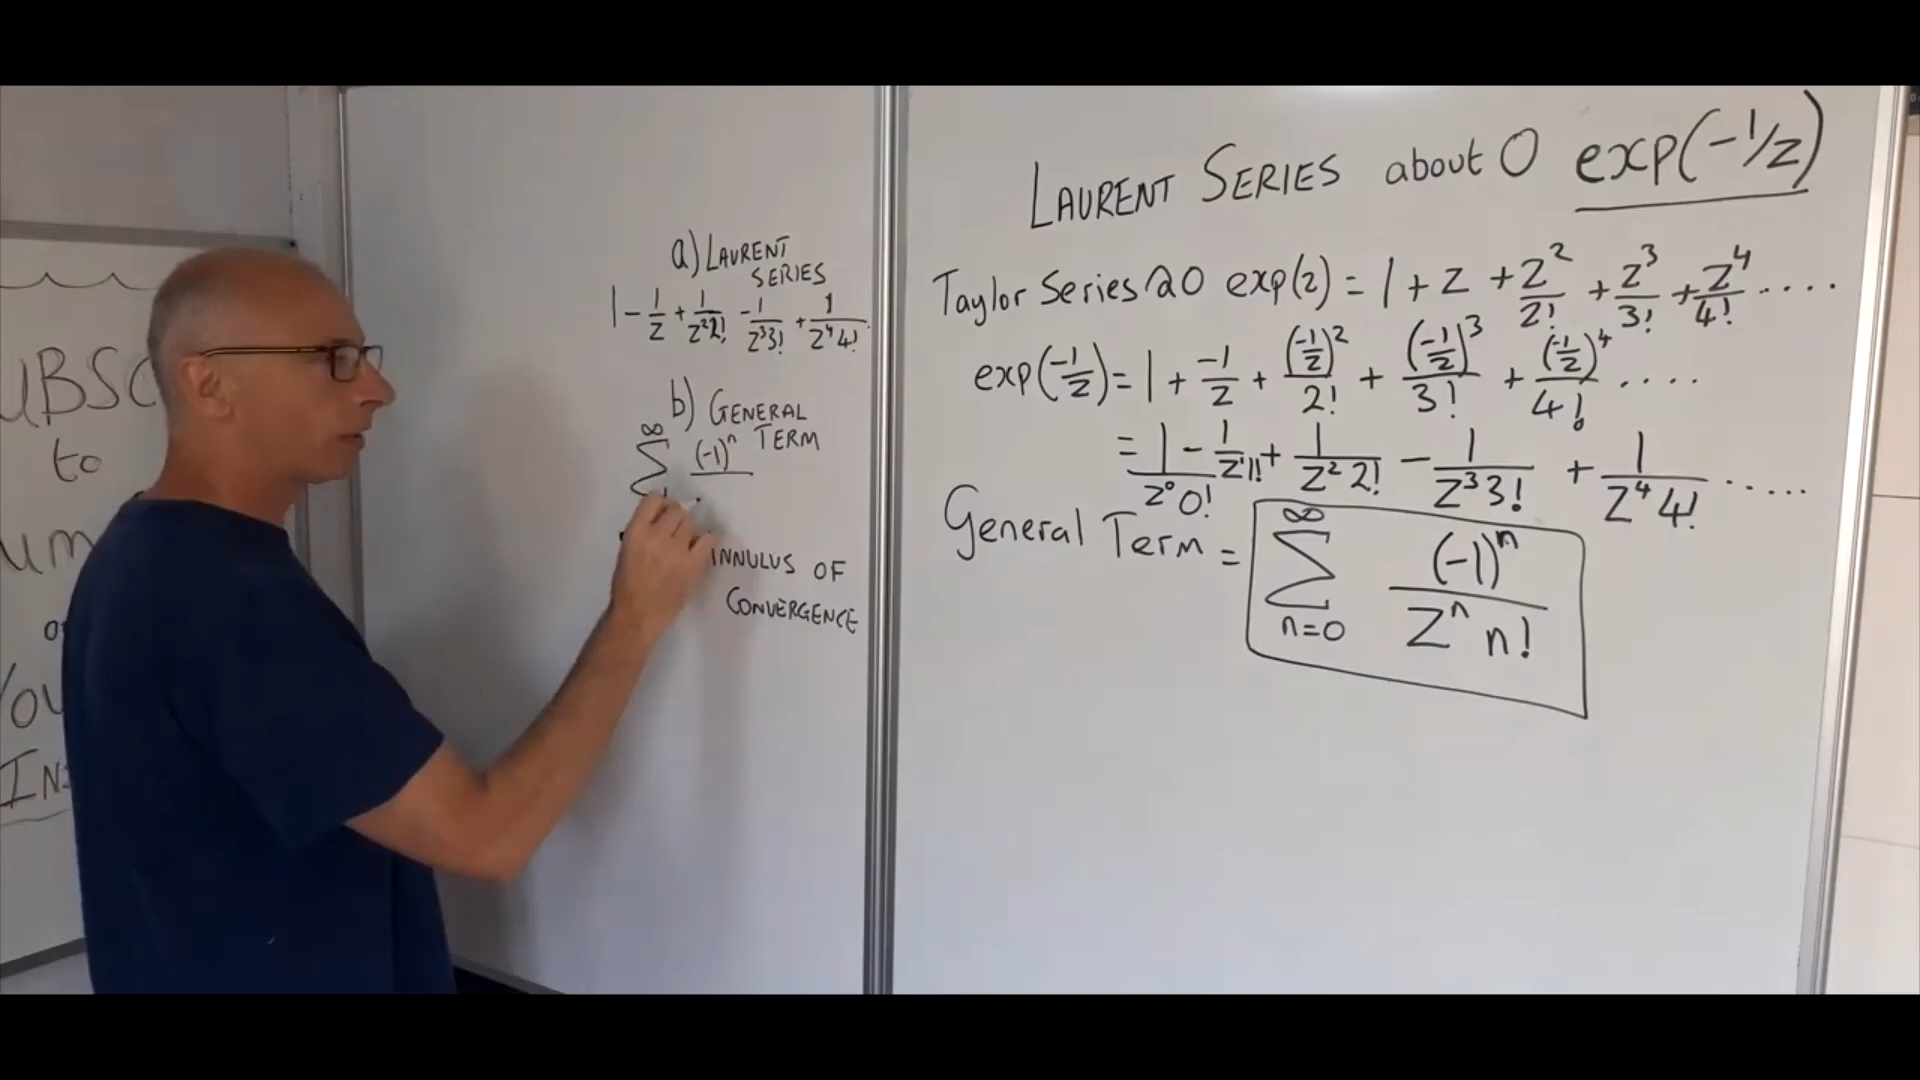 to
a) LAURENT
SERIES
1 - 1/z + 1/z²2! - 1/z³3! + 1/z⁴4!
b) GENERAL
TERM
∞
Σ (-1)ⁿ
OF
CONVERGENCE
LAURENT SERIES about 0 exp(-1/z)
Taylor Series @ 0 exp(z) = 1 + z + z²/2! + z³/3! + z⁴/4! ....
exp(-1/z) = 1 + -1/z + (-1/z)²/2! + (-1/z)³/3! + (-1/z)⁴/4! ....
= 1/z⁰0! - 1/z¹1! + 1/z²2! - 1/z³3! + 1/z⁴4! .....
General Term = ∞ Σ n=0 (-1)ⁿ/zⁿ n!